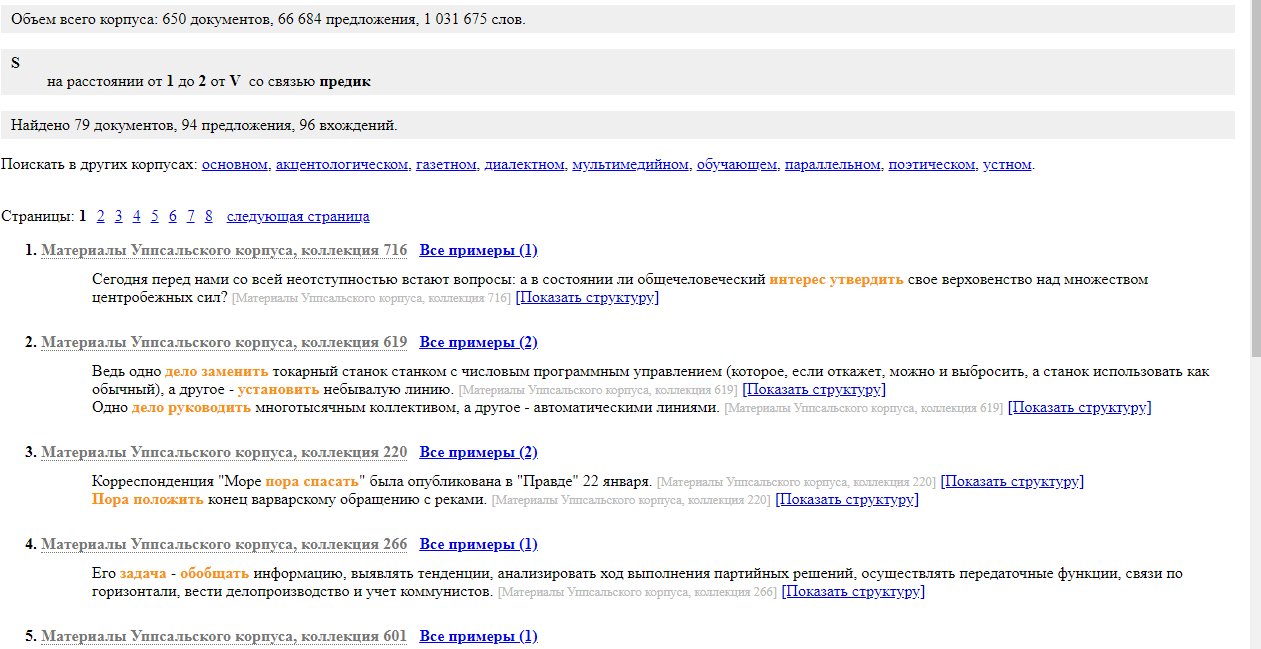 Объем всего корпуса: 650 документов, 66 684 предложения, 1 031 675 слов.
S
на расстоянии от 1 до 2 от V со связью предик
Найдено 79 документов, 94 предложения, 96 вхождений.
Поискать в других корпусах: основном, акцентологическом, газетном, диалектном, мультимедийном, обучающем, параллельном, поэтическом, устном.
Страницы: 1 2 3 4 5 6 7 8 следующая страница
1. Материалы Уппсальского корпуса, коллекция 716 Все примеры (1)
Сегодня перед нами со всей неотступностью встают вопросы: а в состоянии ли общечеловеческий интерес утвердить свое верховенство над множеством
центробежных сил? [Материалы Уппсальского корпуса, коллекция 716] [Показать структуру]
2. Материалы Уппсальского корпуса, коллекция 619 Все примеры (2)
Ведь одно дело заменить токарный станок станком с числовым программным управлением (которое, если откажет, можно и выбросить, а станок использовать как
обычный), а другое - установить небывалую линию. [Материалы Уппсальского корпуса, коллекция 619] [Показать структуру]
Одно дело руководить многотысячным коллективом, а другое - автоматическими линиями. [Материалы Уппсальского корпуса, коллекция 619] [Показать структуру]
3. Материалы Уппсальского корпуса, коллекция 220 Все примеры (2)
Корреспонденция "Море пора спасать" была опубликована в "Правде" 22 января. [Материалы Уппсальского корпуса, коллекция 220] [Показать структуру]
Пора положить конец варварскому обращению с реками. [Материалы Уппсальского корпуса, коллекция 220] [Показать структуру]
4. Материалы Уппсальского корпуса, коллекция 266 Все примеры (1)
Его задача - обобщать информацию, выявлять тенденции, анализировать ход выполнения партийных решений, осуществлять передаточные функции, связи по
горизонтали, вести делопроизводство и учет коммунистов. [Материалы Уппсальского корпуса, коллекция 266] [Показать структуру]
5. Материалы Уппсальского корпуса, коллекция 601 Все примеры (1)